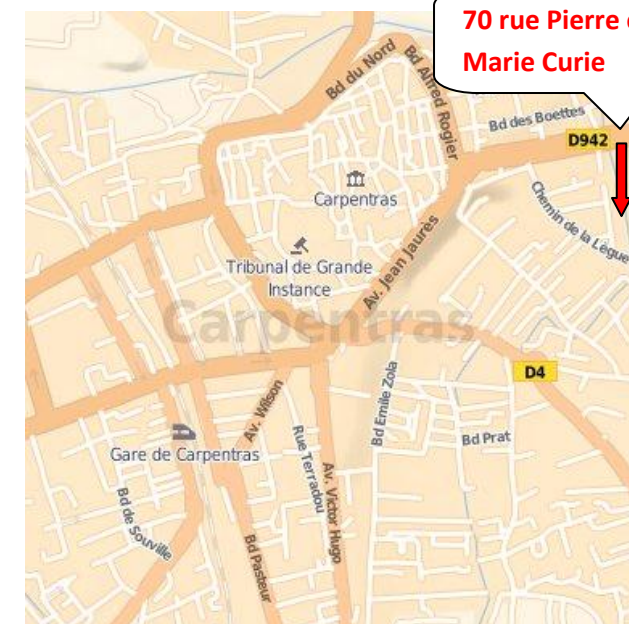 70 rue Pierre e
Marie Curie
Bd du Nord
Bd Alfred Rogier
Bd des Boettes
D942
Carpentras
Chemin de la Lègue
Tribunal de Grande
Instance
Av. Jean Jaurès
Carpentras
D4
Bd Emile Zola
Av. Wilson
Bd Prat
Rue Terradou
Gare de Carpentras
Av. Victor Hugo
Bd de Souville
Bd Pasteur